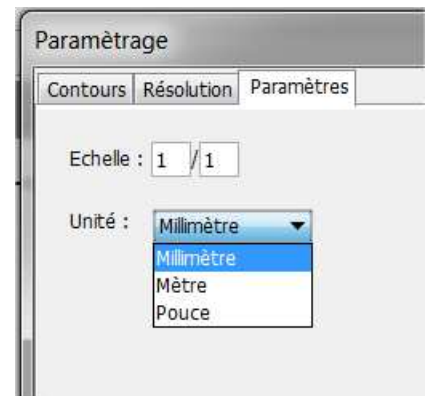 Paramètrage
Contours Résolution Paramètres
Echelle : 1 / 1
Unité : Millimètre
Millimètre
Mètre
Pouce